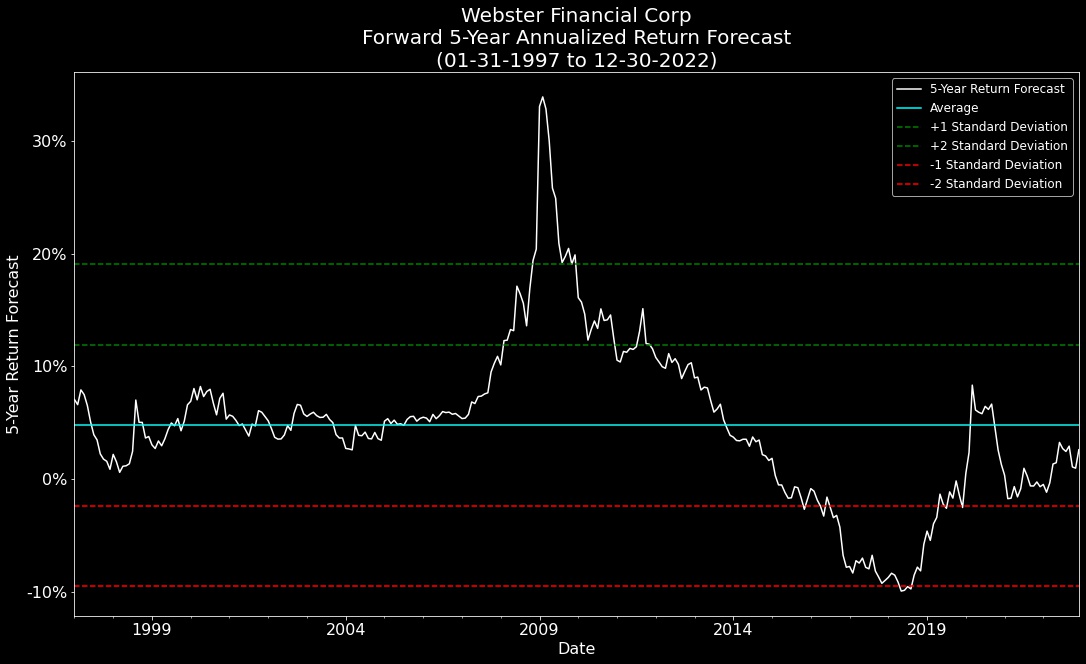 Webster Financial Corp
Forward 5-Year Annualized Return Forecast
(01-31-1997 to 12-30-2022)
5-Year Return Forecast
Average
+1 Standard Deviation
+2 Standard Deviation
-1 Standard Deviation
-2 Standard Deviation
30%
20%
10%
0%
-10%
5-Year Return Forecast
1999
2004
2009
2014
2019
Date